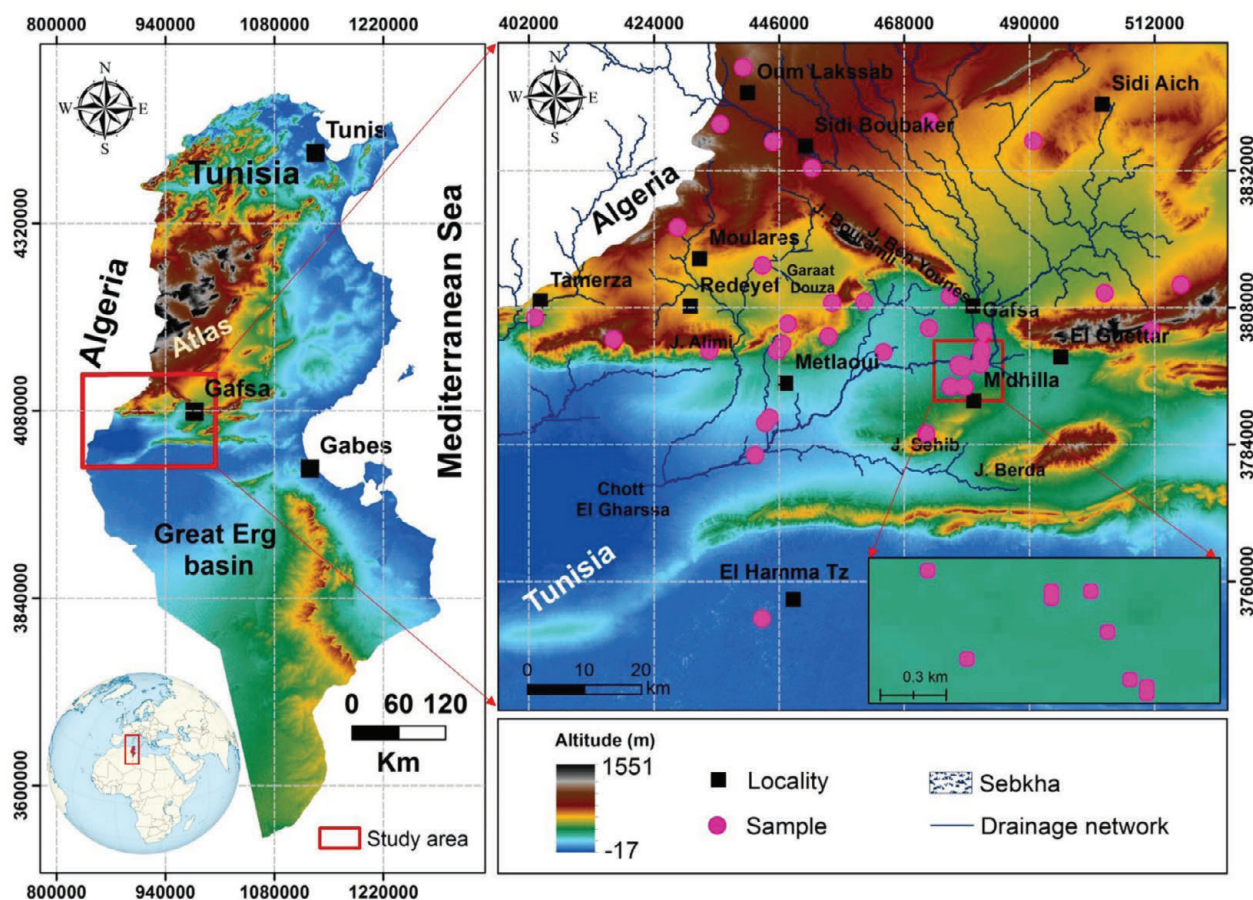 800000 940000 1080000 1220000
402000 424000 446000 468000 490000 512000
N
W E
S
Tunis
Tunisia
Algeria
Atlas
Gafsa
Gabes
Mediterranean Sea
Great Erg
basin
4320000
4080000
3840000
3600000
0 60 120
Km
Study area
800000 940000 1080000 1220000
N
W E
S
Oum Lakssab
Sidi Aich
Sidi Boubaker
Algeria
J. Bouramli
J. Ben Younes
Moulares
Tamerza
Redeyef
Garaat
Douza
Gafsa
J. Alimi
El Guettar
Metlaoui
M'dhilla
J. Sehib
J. Berda
Chott
El Gharssa
Tunisia
El Hamma Tz
3832000
3808000
3784000
3760000
0 10 20
km
0.3 km
Altitude (m)
1551
-17
Locality
Sample
Sebkha
Drainage network